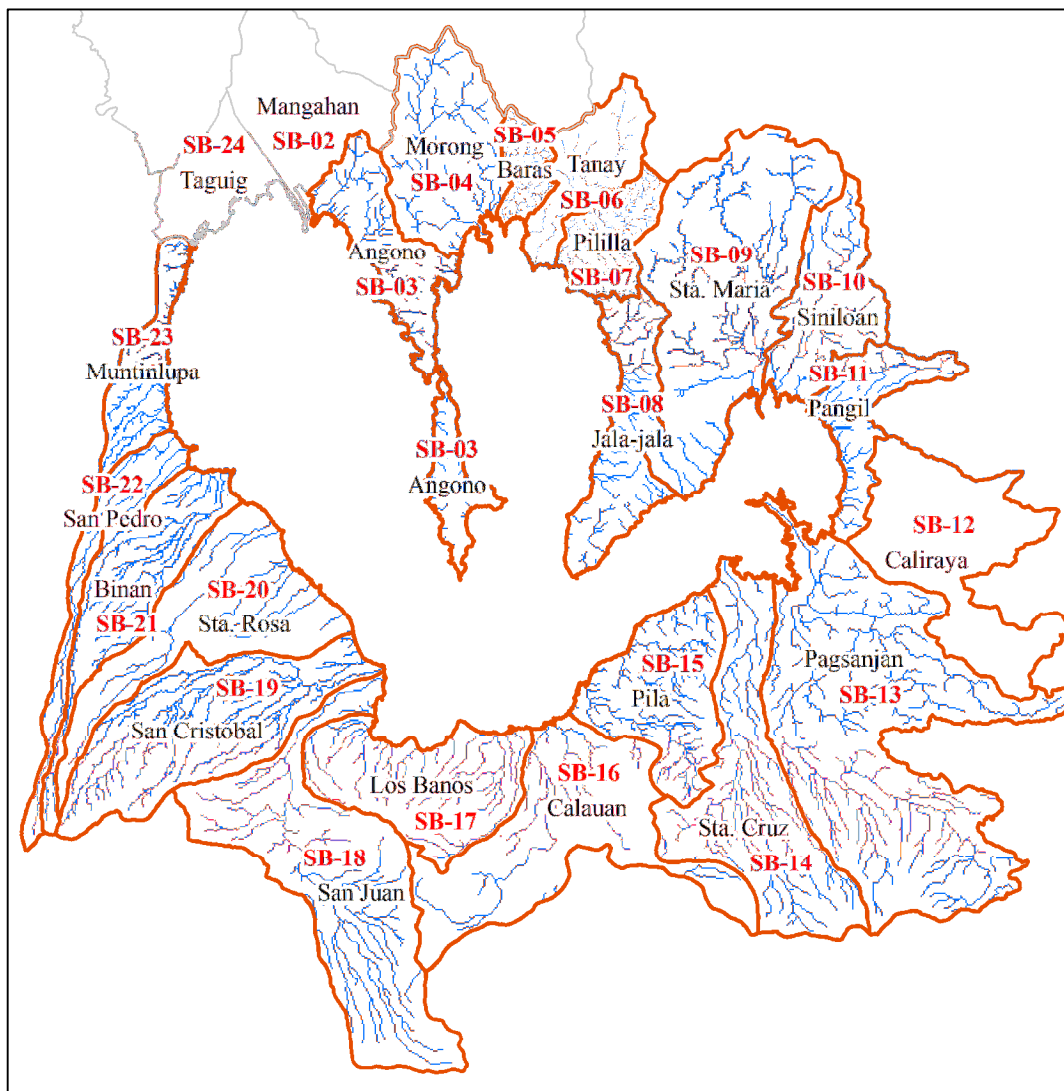 Mangahan
SB-02
SB-24
Taguig
Morong
SB-04
SB-05
Baras
Tanay
SB-06
Pililla
SB-07
Angono
SB-03
SB-09
Sta. Maria
SB-10
Siniloan
SB-11
Pangil
SB-23
Muntinlupa
SB-03
Angono
SB-08
Jala-jala
SB-22
San Pedro
SB-12
Caliraya
Binan
SB-21
SB-20
Sta. Rosa
SB-19
San Cristobal
SB-15
Pila
Pagsanjan
SB-13
Los Banos
SB-17
SB-16
Calauan
Sta. Cruz
SB-14
SB-18
San Juan